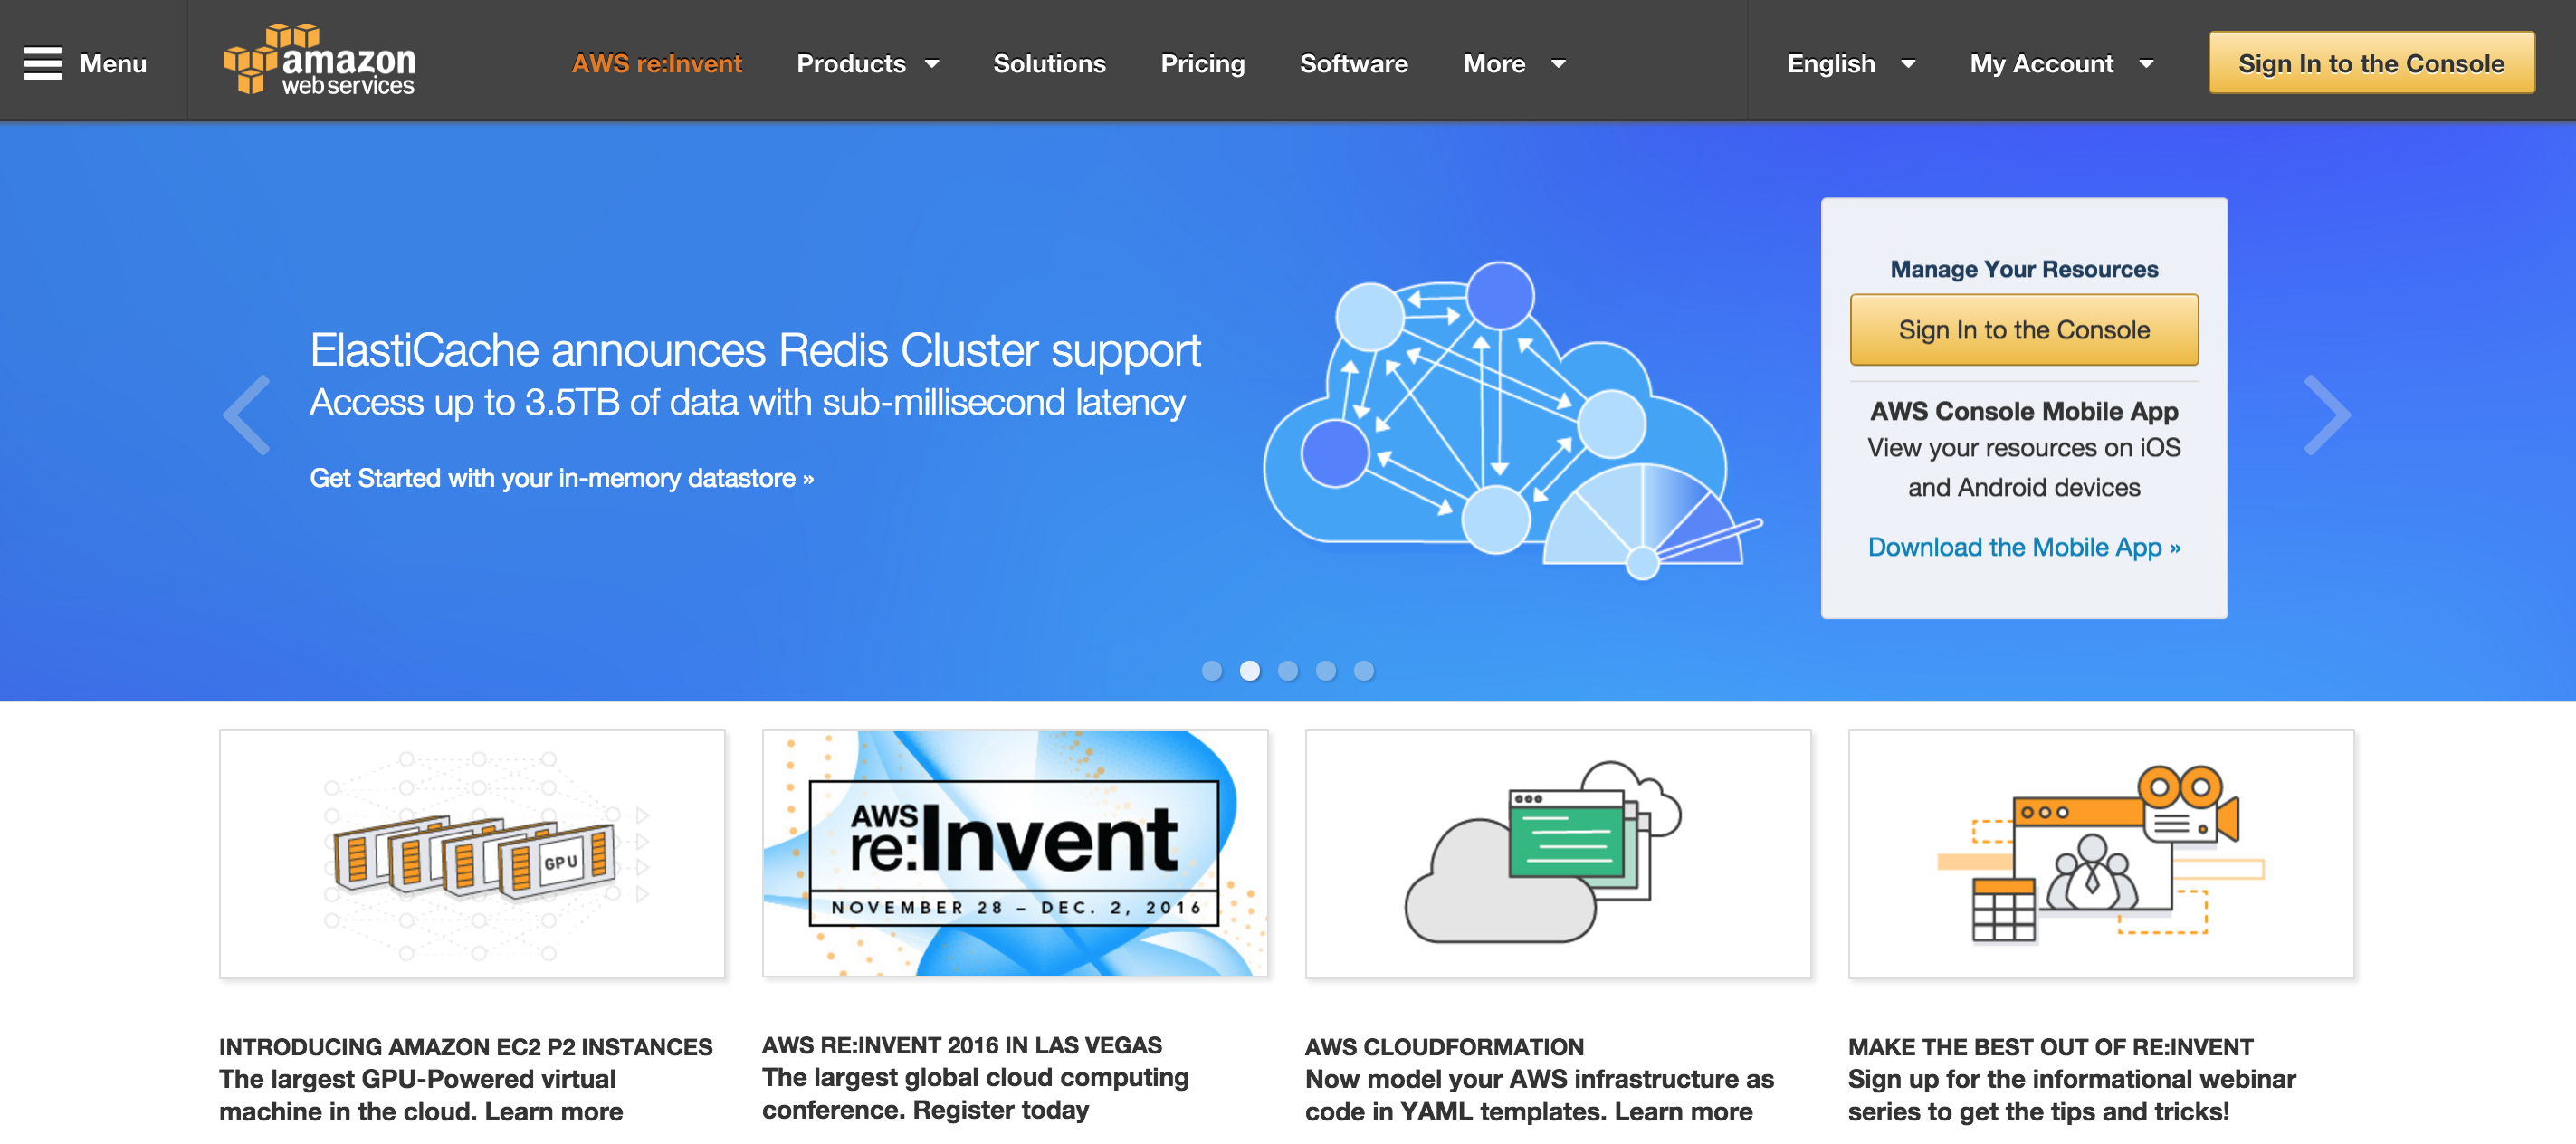 Menu
amazon
web services
AWS re:Invent
Products
Solutions
Pricing
Software
More
English
My Account
Sign In to the Console
ElastiCache announces Redis Cluster support
Access up to 3.5TB of data with sub-millisecond latency
Get Started with your in-memory datastore »
Manage Your Resources
Sign In to the Console
AWS Console Mobile App
View your resources on iOS
and Android devices
Download the Mobile App »
GPU
INTRODUCING AMAZON EC2 P2 INSTANCES
The largest GPU-Powered virtual
machine in the cloud. Learn more
AWS
re:Invent
NOVEMBER 28 – DEC. 2, 2016
AWS RE:INVENT 2016 IN LAS VEGAS
The largest global cloud computing
conference. Register today
AWS CLOUDFORMATION
Now model your AWS infrastructure as
code in YAML templates. Learn more
MAKE THE BEST OUT OF RE:INVENT
Sign up for the informational webinar
series to get the tips and tricks!